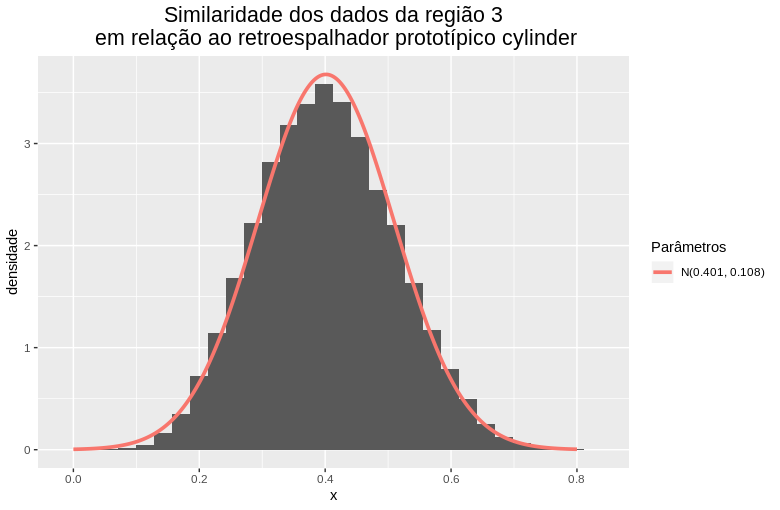 Similaridade dos dados da região 3
em relação ao retroespalhador prototípico cylinder
densidade
3
2
1
0
0.0 0.2 0.4 0.6 0.8
x
Parâmetros
N(0.401, 0.108)